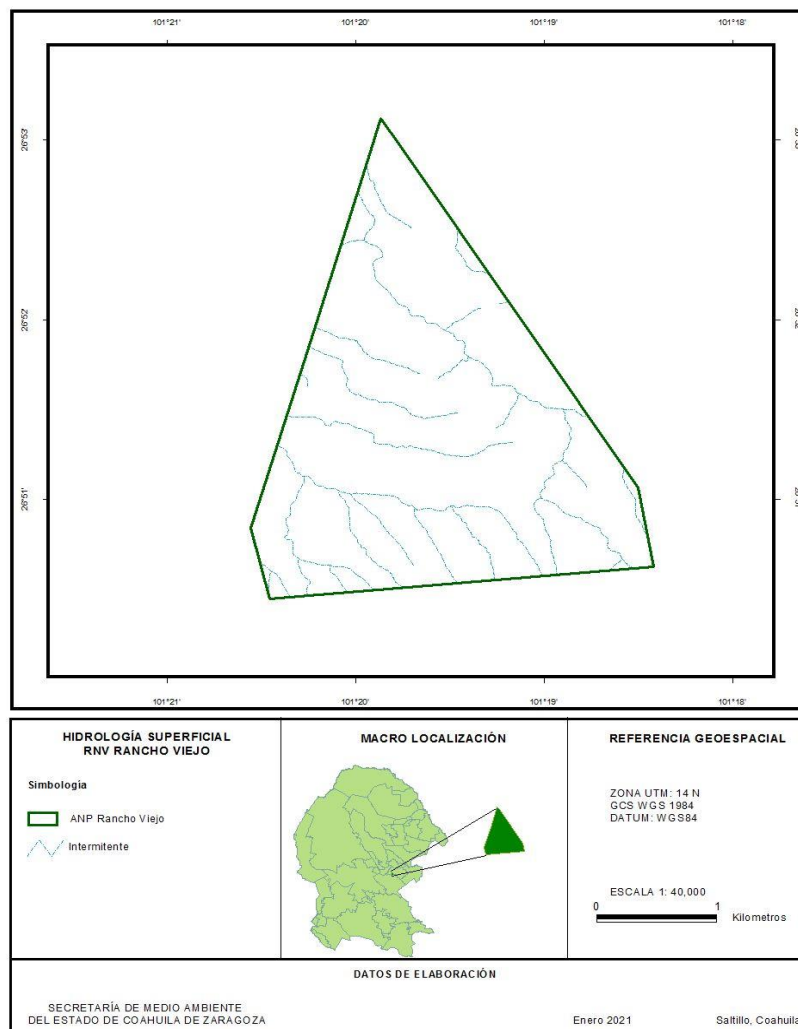 101°21' 101°20' 101°19' 101°18'
26°53'
26°52'
26°51'
101°21' 101°20' 101°19' 101°18'
HIDROLOGÍA SUPERFICIAL
RNV RANCHO VIEJO
Simbología
ANP Rancho Viejo
Intermitente
MACRO LOCALIZACIÓN
REFERENCIA GEOESPACIAL
ZONA UTM: 14 N
GCS WGS 1984
DATUM: WGS84
ESCALA 1: 40,000
0 1
Kilometros
DATOS DE ELABORACIÓN
SECRETARÍA DE MEDIO AMBIENTE
DEL ESTADO DE COAHUILA DE ZARAGOZA
Enero 2021
Saltillo, Coahuila